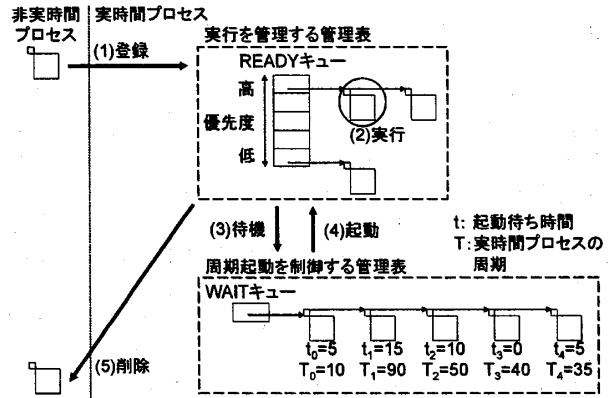 非実時間
プロセス
実時間プロセス
(1)登録
実行を管理する管理表
READYキュー
高
優先度
低
(2)実行
(3)待機
(4)起動
t: 起動待ち時間
T:実時間プロセスの
周期
周期起動を制御する管理表
WAITキュー
t₀=5 t₁=15 t₂=10 t₃=0 t₄=5
T₀=10 T₁=90 T₂=50 T₃=40 T₄=35
(5)削除